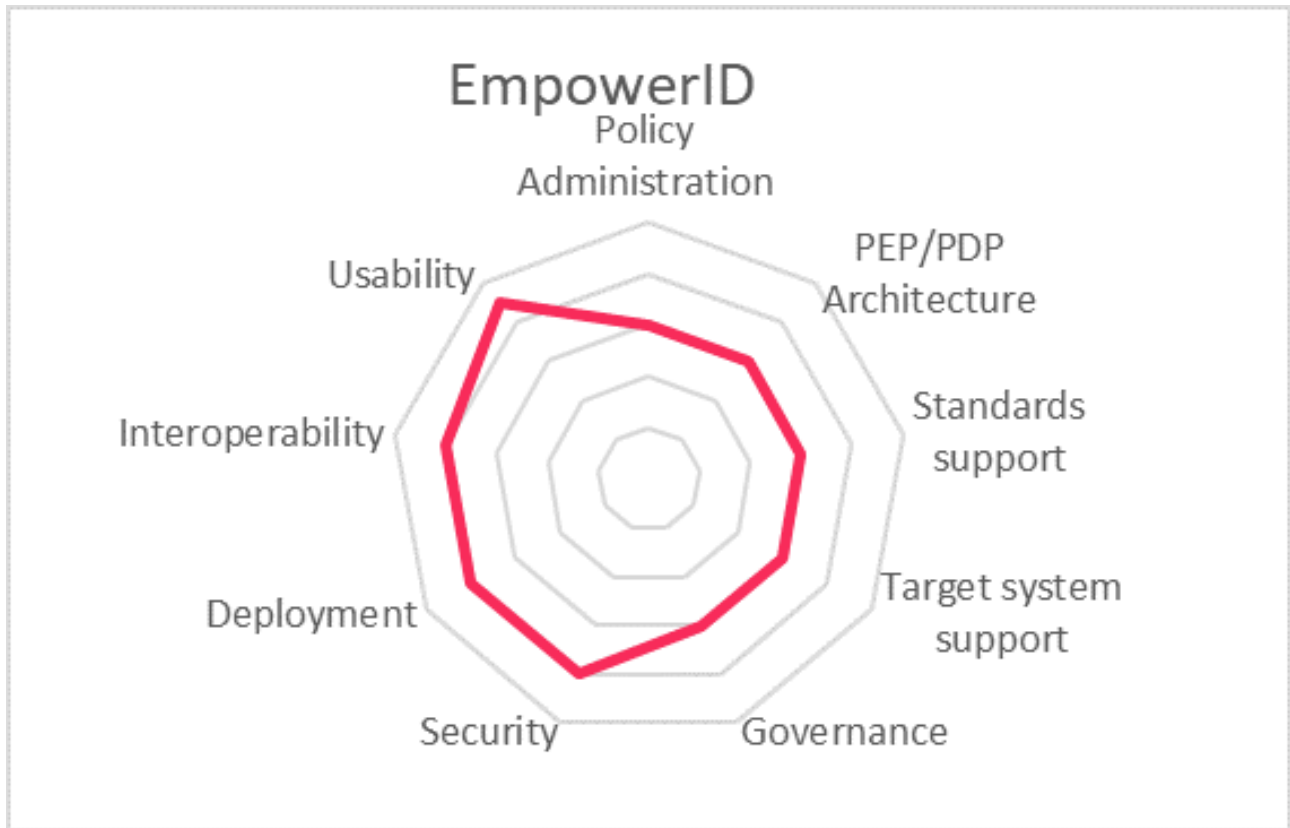 EmpowerID
Policy
Administration
PEP/PDP
Architecture
Standards
support
Target system
support
Governance
Security
Deployment
Interoperability
Usability